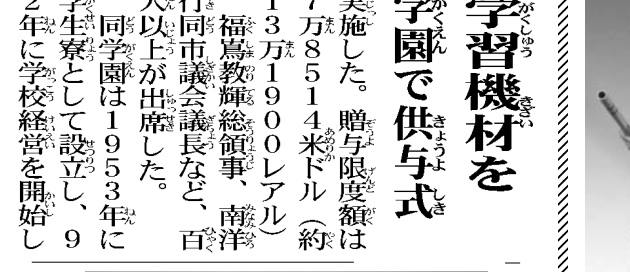 学習機材を
学園で供与式
実施した。贈与限度額は
7万8514米ドル（約
13万1900レアル）
福嶌教輝総領事、南洋
行同市議会議長など、百
人以上が出席した。
同学園は1953年に
学生寮として設立し、9
2年に学校経営を開始し